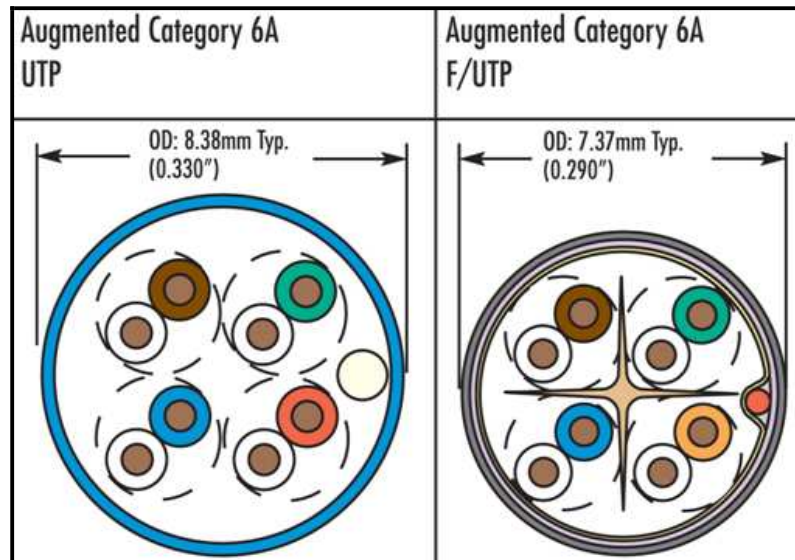 Augmented Category 6A
UTP
Augmented Category 6A
F/UTP
OD: 8.38mm Typ.
(0.330”)
OD: 7.37mm Typ.
(0.290”)